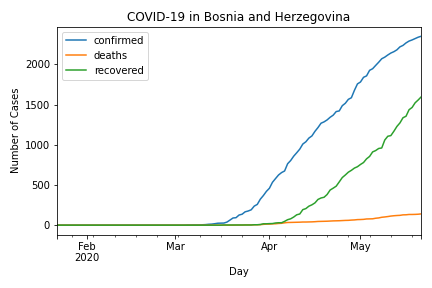 COVID-19 in Bosnia and Herzegovina
confirmed
deaths
recovered
Number of Cases
2000
1500
1000
500
0
Feb
2020
Mar
Apr
May
Day